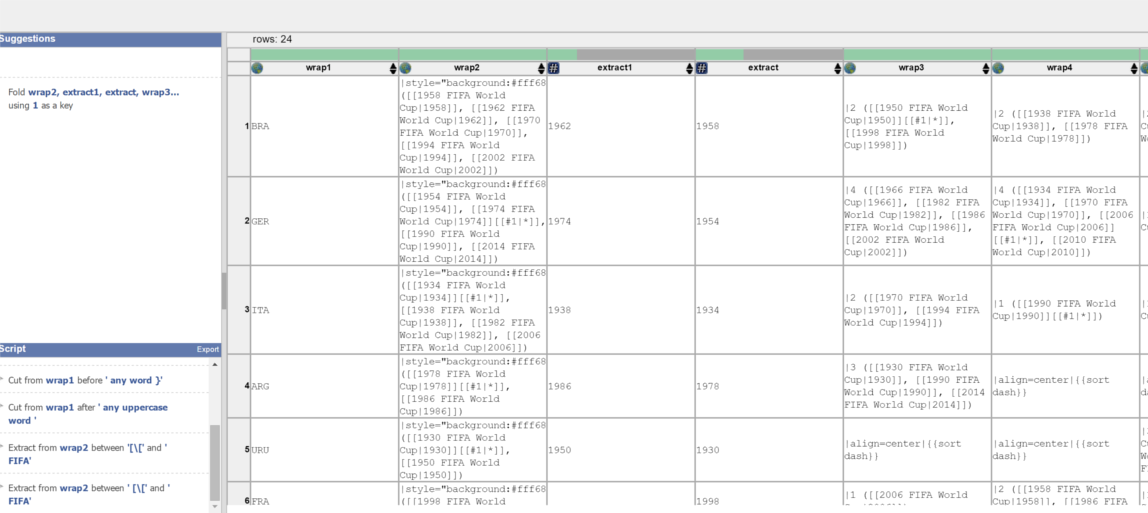 Suggestions
Fold wrap2, extract1, extract, wrap3...
using 1 as a key
Script
Export
Cut from wrap1 before ' any word }'
Cut from wrap1 after ' any uppercase
word '
Extract from wrap2 between '[\[' and '
FIFA'
Extract from wrap2 between ' [\[' and '
FIFA'
rows: 24
wrap1
wrap2
# extract1
# extract
wrap3
wrap4
1 BRA
|style="background:#fff68
([[1958 FIFA World
Cup|1958]], [[1962 FIFA
World Cup|1962]], [[1970
FIFA World Cup|1970]],
[[1994 FIFA World
Cup|1994]], [[2002 FIFA
World Cup|2002]])
1962
1958
|2 ([[1950 FIFA World
Cup|1950]][[#1|*]],
[[1998 FIFA World
Cup|1998]])
|2 ([[1938 FIFA World
Cup|1938]], [[1978 FIFA
World Cup|1978]])
2 GER
|style="background:#fff68
([[1954 FIFA World
Cup|1954]], [[1974 FIFA
World Cup|1974]][[#1|*]],
[[1990 FIFA World
Cup|1990]], [[2014 FIFA
World Cup|2014]])
1974
1954
|4 ([[1966 FIFA World
Cup|1966]], [[1982 FIFA
World Cup|1982]], [[1986
FIFA World Cup|1986]],
[[2002 FIFA World
Cup|2002]])
|4 ([[1934 FIFA World
Cup|1934]], [[1970 FIFA
World Cup|1970]], [[2006
FIFA World Cup|2006]]
[[#1|*]], [[2010 FIFA
World Cup|2010]])
3 ITA
|style="background:#fff68
([[1934 FIFA World
Cup|1934]][[#1|*]],
[[1938 FIFA World
Cup|1938]], [[1982 FIFA
World Cup|1982]], [[2006
FIFA World Cup|2006]])
1938
1934
|2 ([[1970 FIFA World
Cup|1970]], [[1994 FIFA
World Cup|1994]])
|1 ([[1990 FIFA World
Cup|1990]][[#1|*]])
4 ARG
|style="background:#fff68
([[1978 FIFA World
Cup|1978]][[#1|*]],
[[1986 FIFA World
Cup|1986]])
1986
1978
|3 ([[1930 FIFA World
Cup|1930]], [[1990 FIFA
World Cup|1990]], [[2014
FIFA World Cup|2014]])
|align=center|{{sort
dash}}
5 URU
|style="background:#fff68
([[1930 FIFA World
Cup|1930]][[#1|*]],
[[1950 FIFA World
Cup|1950]])
1950
1930
|align=center|{{sort
dash}}
|align=center|{{sort
dash}}
6 FRA
|style="background:#fff68
([[1998 FIFA World
1998
|1 ([[2006 FIFA World
|2 ([[1958 FIFA World
Cup|1958]], [[1986 FIFA